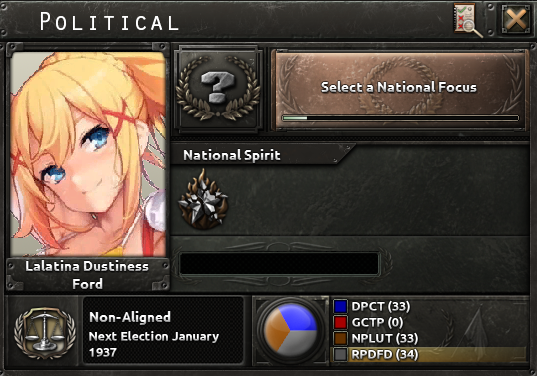 POLITICAL
Select a National Focus
National Spirit
Lalatina Dustiness
Ford
Non-Aligned
Next Election January
1937
DPCT (33)
GCTP (0)
NPLUT (33)
RPDFD (34)